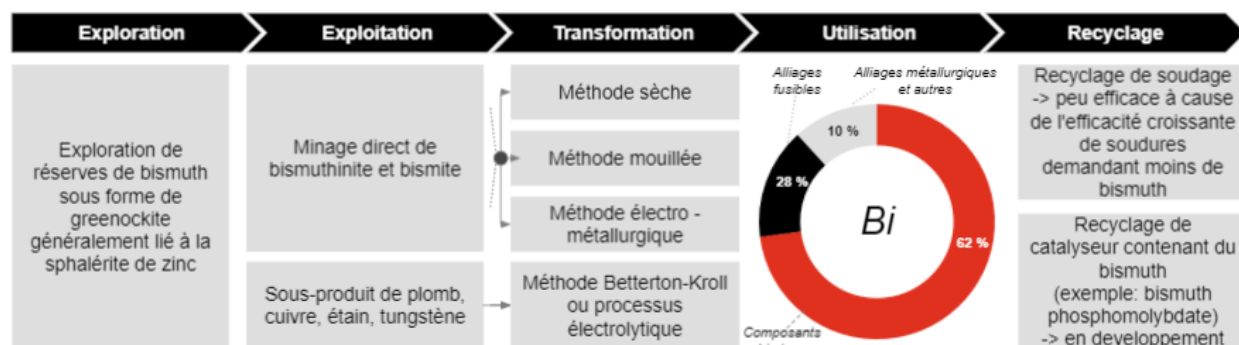 Exploration
Exploitation
Transformation
Utilisation
Recyclage
Exploration de
réserves de bismuth
sous forme de
greenockite
généralement lié à la
sphalérite de zinc
Minage direct de
bismuthinite et bismite
Sous-produit de plomb,
cuivre, étain, tungstène
Méthode sèche
Méthode mouillée
Méthode électro -
métallurgique
Méthode Betterton-Kroll
ou processus
électrolytique
Alliages
fusibles
Alliages métallurgiques
et autres
10 %
28 %
Bi
62 %
Composants
Recyclage de soudage
-> peu efficace à cause
de l'efficacité croissante
de soudures
demandant moins de
bismuth
Recyclage de
catalyseur contenant du
bismuth
(exemple: bismuth
phosphomolybdate)
-> en developpement